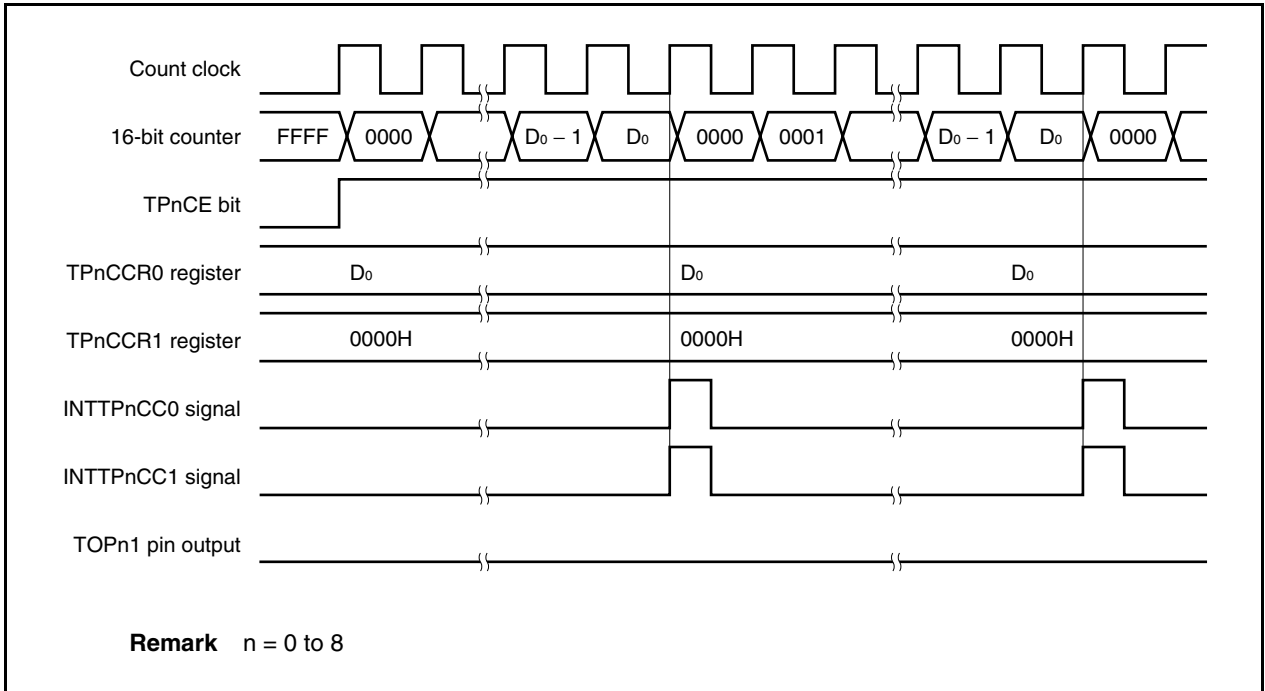 Count clock
16-bit counter FFFF 0000 D₀ − 1 D₀ 0000 0001 D₀ − 1 D₀ 0000
TPnCE bit
TPnCCR0 register D₀ D₀ D₀
TPnCCR1 register 0000H 0000H 0000H
INTTPnCC0 signal
INTTPnCC1 signal
TOPn1 pin output
Remark n = 0 to 8